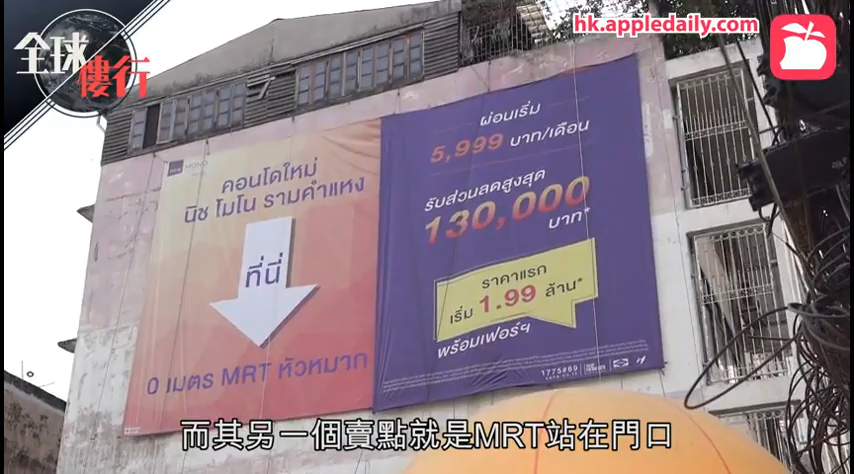 全球
僂行
hk.appledaily.com
MONO
คอนโดใหม่
นิช โมโน รามคำแหง
ที่นี่
0 เมตร MRT หัวหมาก
ผ่อนเริ่ม
5,999 บาท/เดือน
รับส่วนลดสูงสุด
130,000
บาท*
ราคาแรก
เริ่ม 1.99 ล้าน*
พร้อมเฟอร์ฯ
1775#69
而其另一個賣點就是MRT站在門口